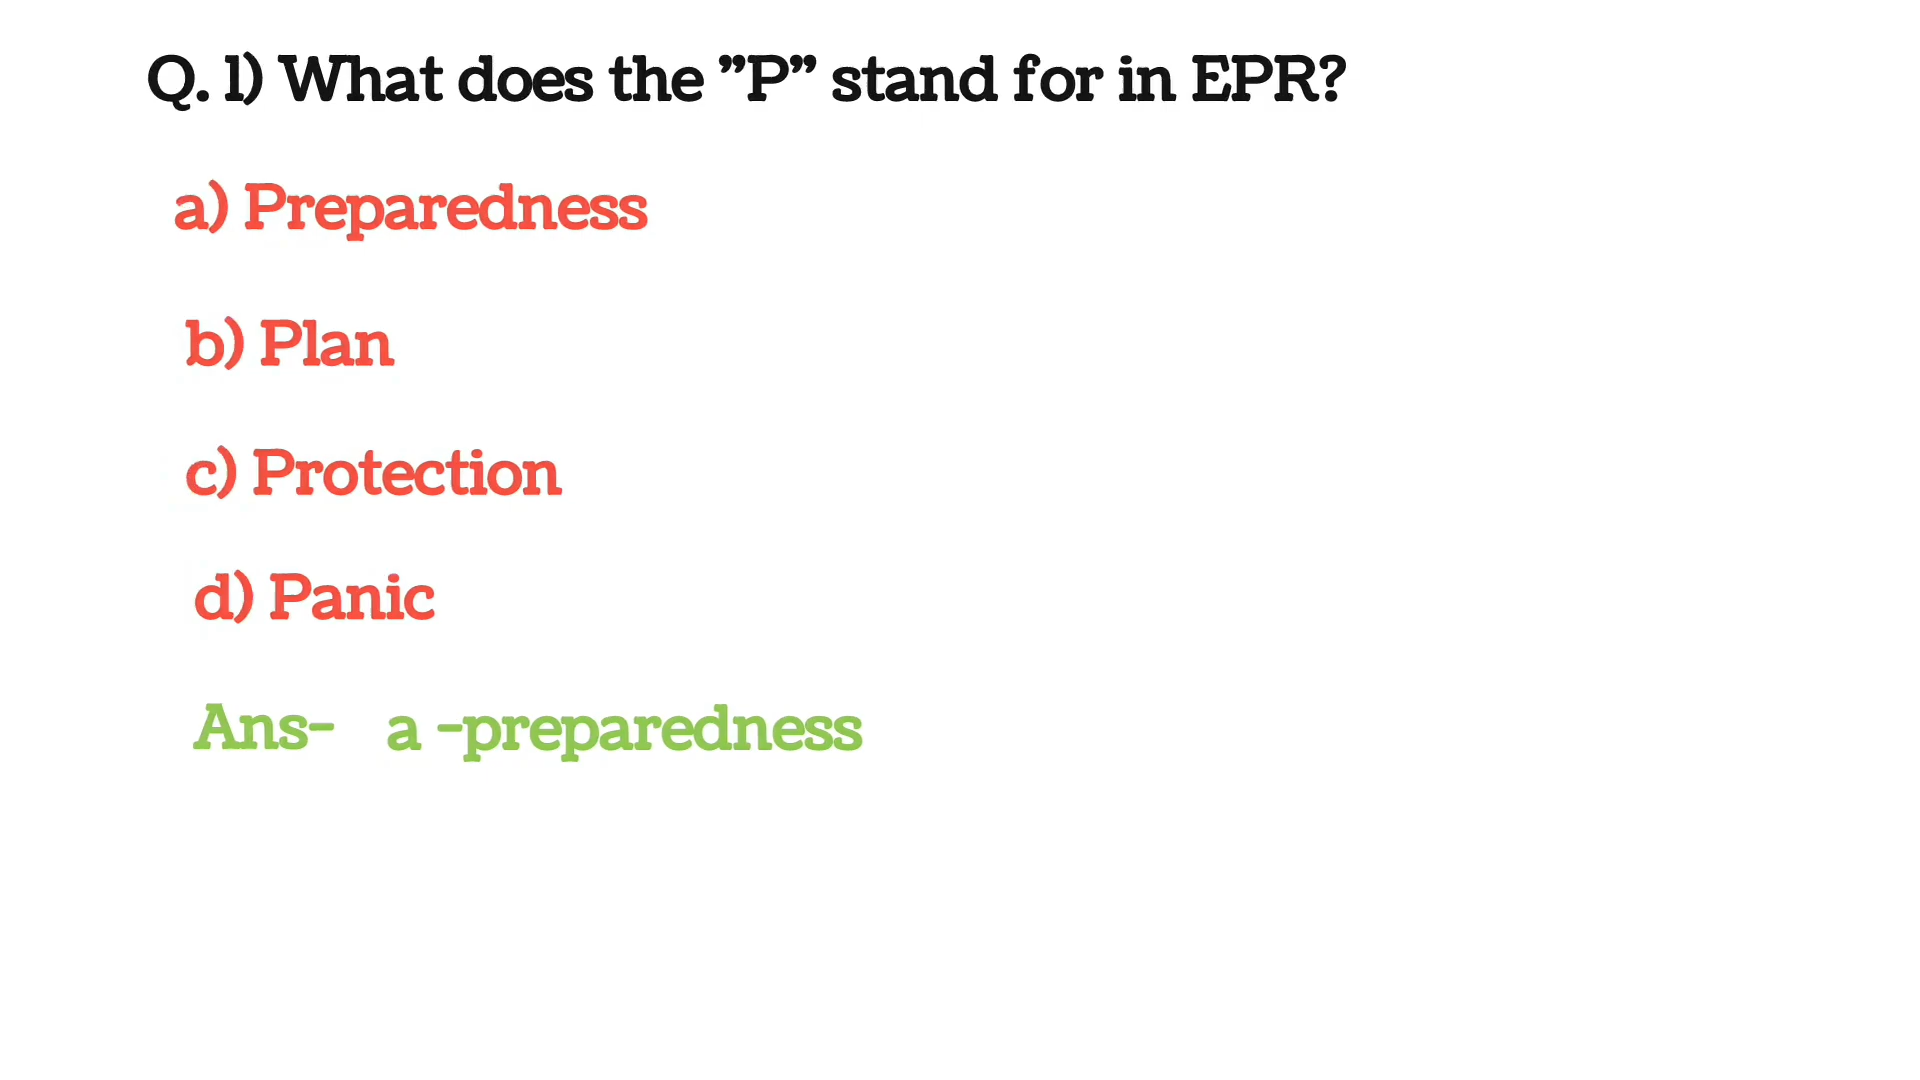 Q. 1) What does the ”P” stand for in EPR?
a) Preparedness
b) Plan
c) Protection
d) Panic
Ans- a -preparedness